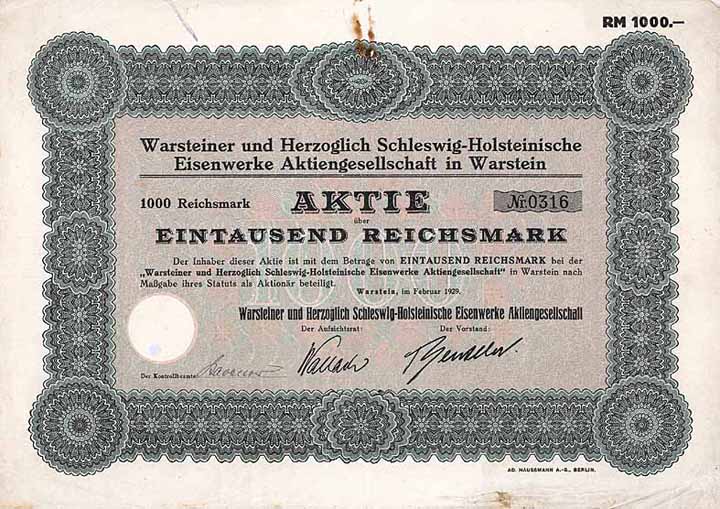 RM 1000.—
Warsteiner und Herzoglich Schleswig-Holsteinische
Eisenwerke Aktiengesellschaft in Warstein
1000 Reichsmark AKTIE Nr. 0316
über
EINTAUSEND REICHSMARK
Der Inhaber dieser Aktie ist mit dem Betrage von EINTAUSEND REICHSMARK bei der
„Warsteiner und Herzoglich Schleswig-Holsteinische Eisenwerke Aktiengesellschaft" in Warstein nach
Maßgabe ihres Statuts als Aktionär beteiligt.
Warstein, im Februar 1929.
Warsteiner und Herzoglich Schleswig-Holsteinische Eisenwerke Aktiengesellschaft
Der Aufsichtsrat: Der Vorstand:
Wallach
Der Kontrollbeamte:
AD. HAUSSMANN A.-G., BERLIN.